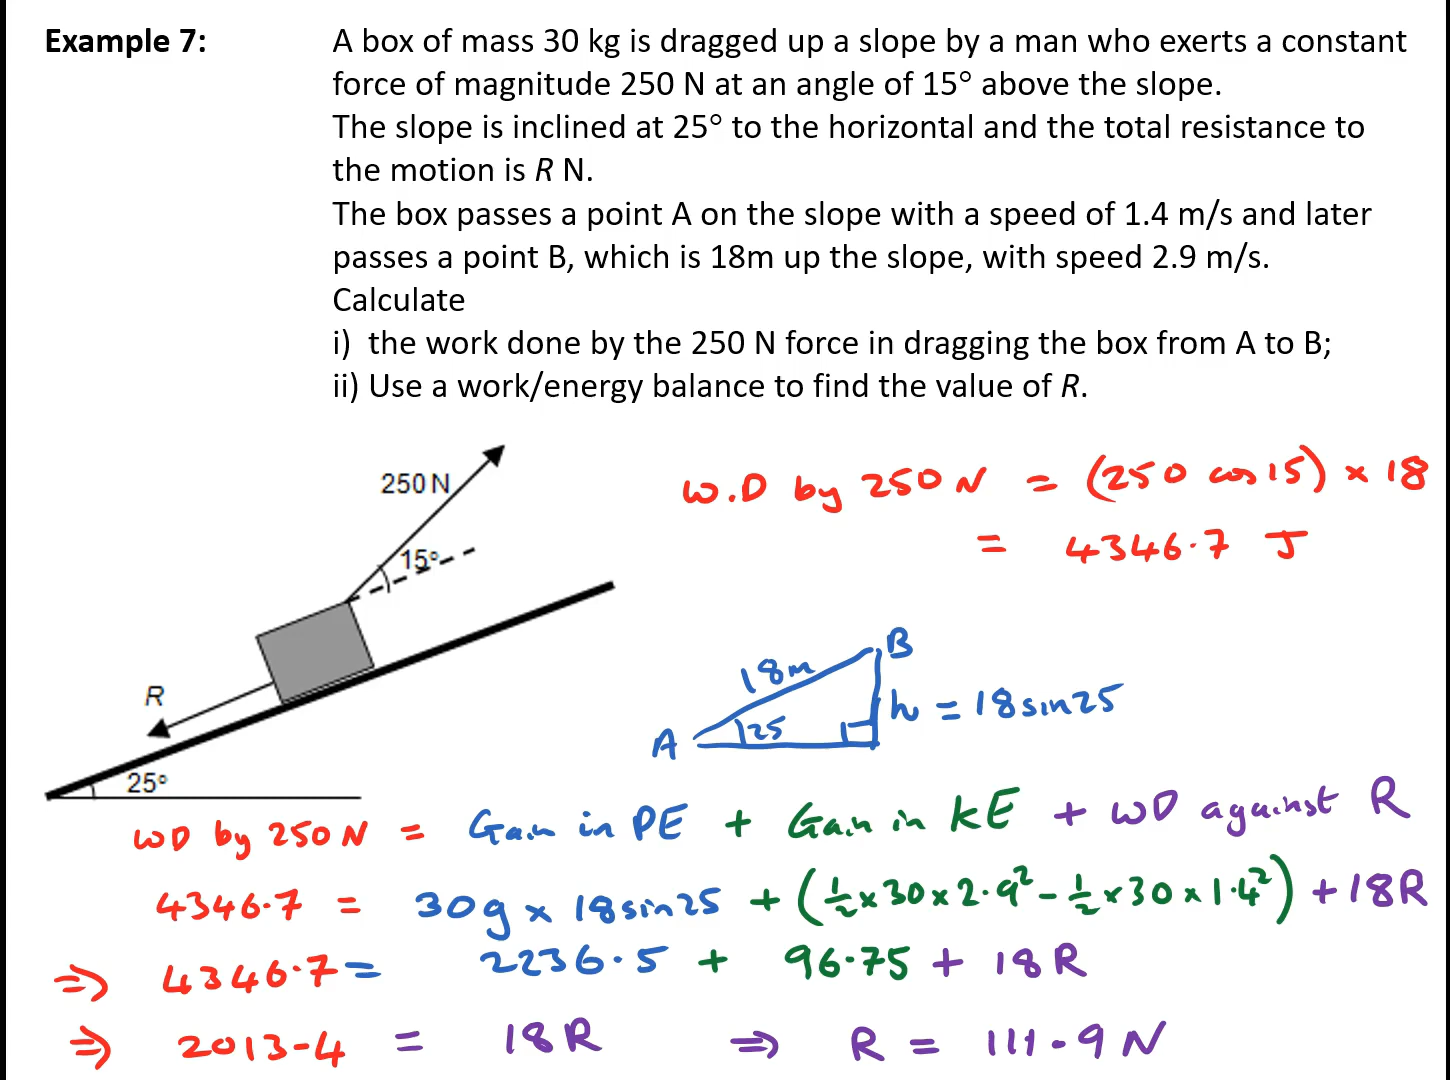 Example 7: A box of mass 30 kg is dragged up a slope by a man who exerts a constant
force of magnitude 250 N at an angle of 15° above the slope.
The slope is inclined at 25° to the horizontal and the total resistance to
the motion is R N.
The box passes a point A on the slope with a speed of 1.4 m/s and later
passes a point B, which is 18m up the slope, with speed 2.9 m/s.
Calculate
i) the work done by the 250 N force in dragging the box from A to B;
ii) Use a work/energy balance to find the value of R.
250 N
15°
R
25°
W.D by 250 N = (250 cos 15) × 18
= 4346.7 J
B
18m
h = 18 sin 25
A
25
WD by 250 N = Gain in PE + Gain in KE + WD against R
4346.7 = 30g × 18 sin 25 + (½ × 30 × 2.9² - ½ × 30 × 1.4²) + 18R
⇒ 4346.7 = 2236.5 + 96.75 + 18R
⇒ 2013.4 = 18R ⇒ R = 111.9 N